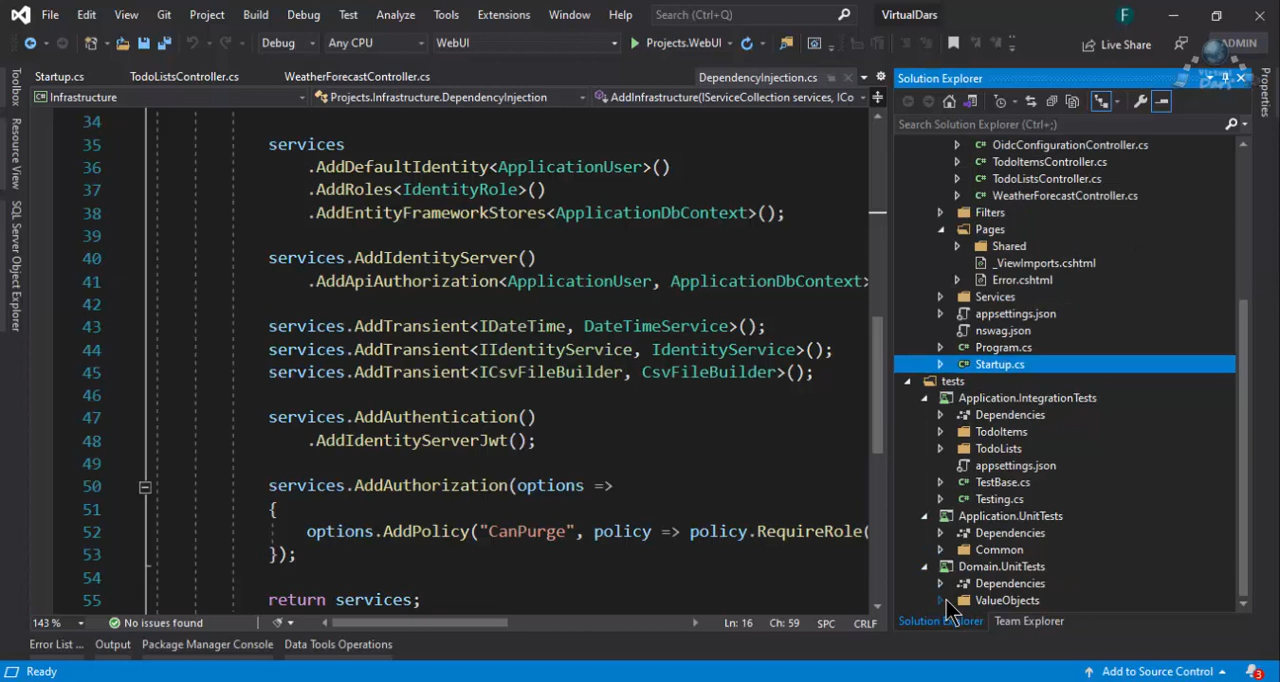 File Edit View Git Project Build Debug Test Analyze Tools Extensions Window Help Search (Ctrl+Q) VirtualDars F
Debug Any CPU WebUI Projects.WebUI Live Share ADMIN
Startup.cs TodoListsController.cs WeatherForecastController.cs DependencyInjection.cs
Infrastructure Projects.Infrastructure.DependencyInjection AddInfrastructure(IServiceCollection services, ICo
Toolbox
Resource View
SQL Server Object Explorer
34
35 services
36 .AddDefaultIdentity<ApplicationUser>()
37 .AddRoles<IdentityRole>()
38 .AddEntityFrameworkStores<ApplicationDbContext>();
39
40 services.AddIdentityServer()
41 .AddApiAuthorization<ApplicationUser, ApplicationDbContext>
42
43 services.AddTransient<IDateTime, DateTimeService>();
44 services.AddTransient<IIdentityService, IdentityService>();
45 services.AddTransient<ICsvFileBuilder, CsvFileBuilder>();
46
47 services.AddAuthentication()
48 .AddIdentityServerJwt();
49
50 services.AddAuthorization(options =>
51 {
52 options.AddPolicy("CanPurge", policy => policy.RequireRole(
53 });
54
55 return services;
143 % No issues found Ln: 16 Ch: 59 SPC CRLF
Error List ... Output Package Manager Console Data Tools Operations
Solution Explorer
Search Solution Explorer (Ctrl+;)
C# OidcConfigurationController.cs
C# TodoItemsController.cs
C# TodoListsController.cs
C# WeatherForecastController.cs
Filters
Pages
Shared
_ViewImports.cshtml
Error.cshtml
Services
appsettings.json
nswag.json
C# Program.cs
C# Startup.cs
tests
Application.IntegrationTests
Dependencies
TodoItems
TodoLists
appsettings.json
C# TestBase.cs
C# Testing.cs
Application.UnitTests
Dependencies
Common
Domain.UnitTests
Dependencies
ValueObjects
Solution Explorer Team Explorer
Properties
Ready Add to Source Control 3